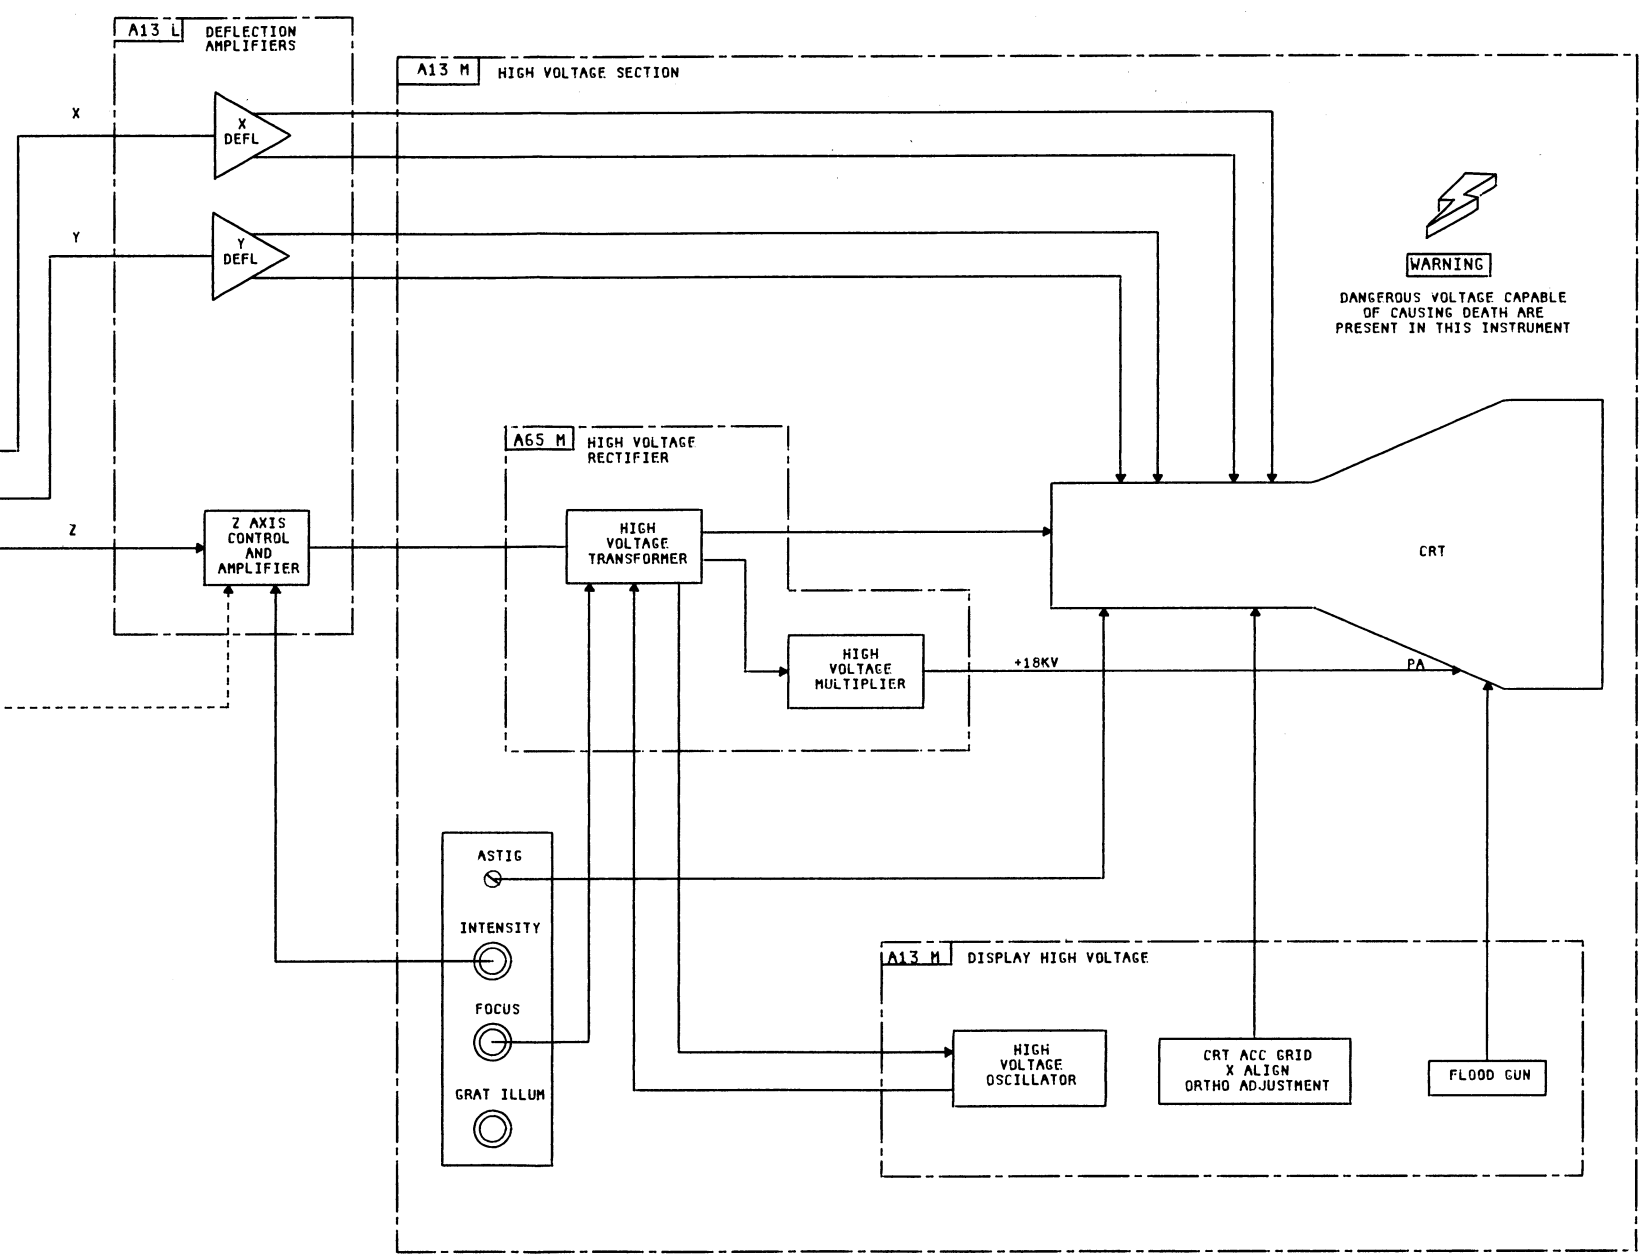 A13 L
DEFLECTION
AMPLIFIERS
A13 M
HIGH VOLTAGE SECTION
X
X
DEFL
Y
Y
DEFL
WARNING
DANGEROUS VOLTAGE CAPABLE
OF CAUSING DEATH ARE
PRESENT IN THIS INSTRUMENT
A65 M
HIGH VOLTAGE
RECTIFIER
Z
Z AXIS
CONTROL
AND
AMPLIFIER
HIGH
VOLTAGE
TRANSFORMER
CRT
HIGH
VOLTAGE
MULTIPLIER
+18KV
PA
ASTIG
INTENSITY
FOCUS
GRAT ILLUM
A13 M
DISPLAY HIGH VOLTAGE
HIGH
VOLTAGE
OSCILLATOR
CRT ACC GRID
X ALIGN
ORTHO ADJUSTMENT
FLOOD GUN